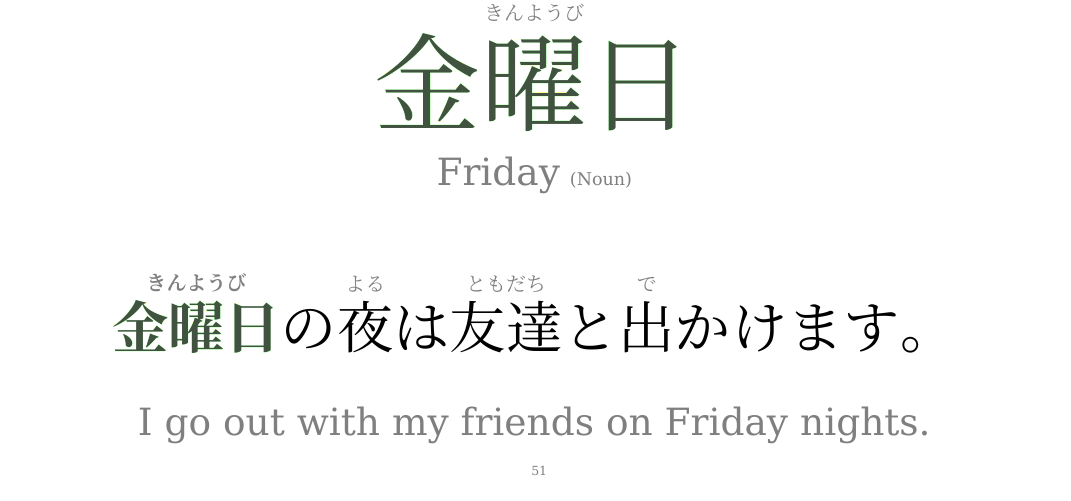 きんようび
金曜日
Friday (Noun)
きんようび よる ともだち で
金曜日の夜は友達と出かけます。
I go out with my friends on Friday nights.
51